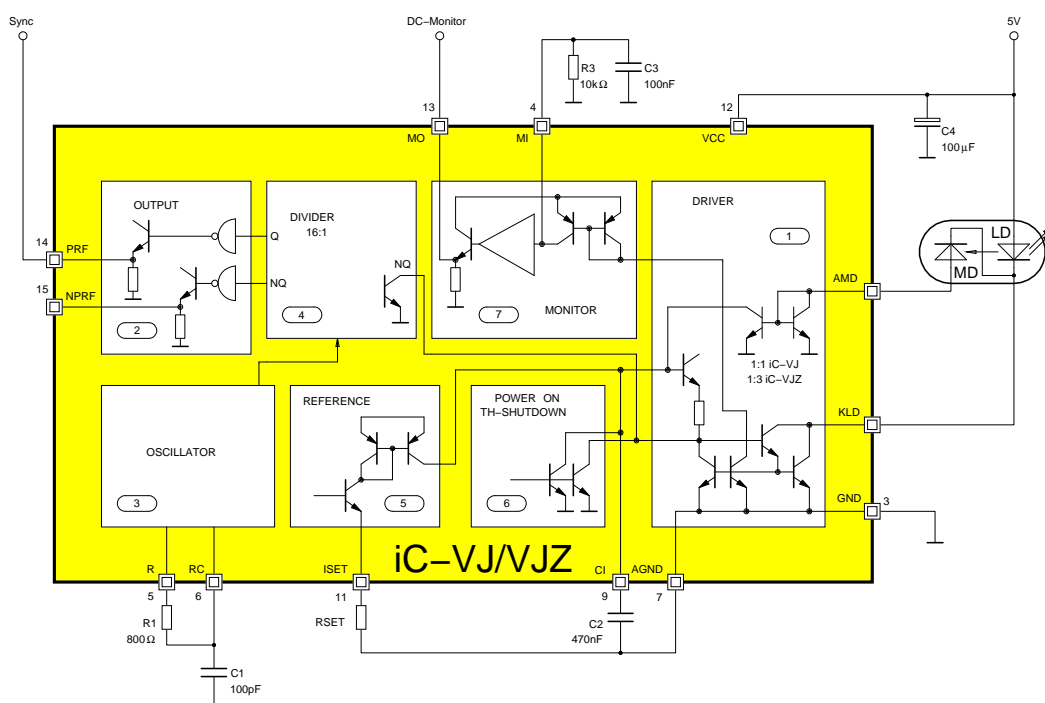 Sync
DC–Monitor
5V
R3
10kΩ
C3
100nF
13
4
12
MO
MI
VCC
C4
100µF
OUTPUT
DIVIDER
16:1
DRIVER
Q
NQ
NQ
14
PRF
15
NPRF
1
LD
MD
AMD
2
4
7
MONITOR
1:1 iC–VJ
1:3 iC–VJZ
REFERENCE
POWER ON
TH–SHUTDOWN
KLD
OSCILLATOR
3
5
6
GND
3
iC–VJ/VJZ
R
RC
ISET
CI
AGND
5
6
11
9
7
R1
800Ω
RSET
C2
470nF
C1
100pF